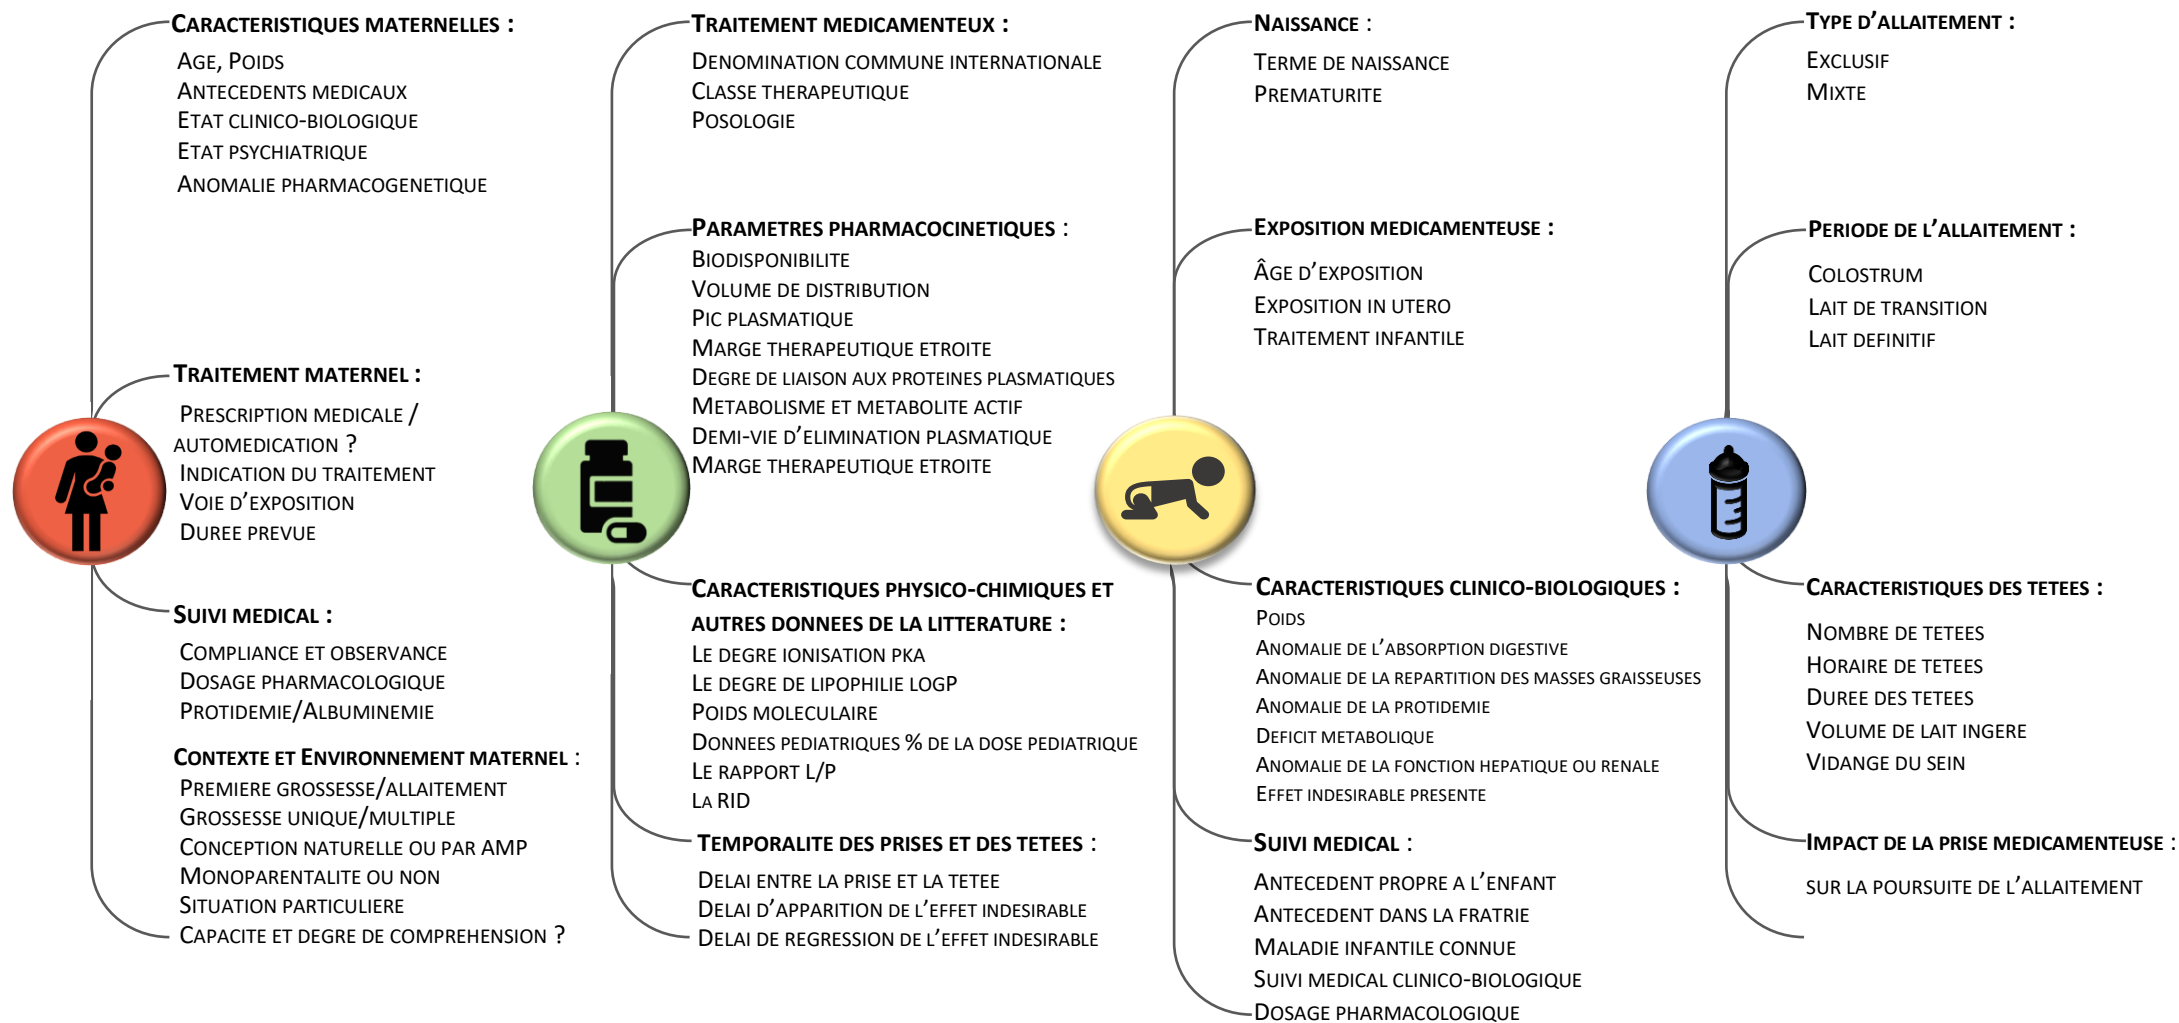 CARACTERISTIQUES MATERNELLES :
AGE, POIDS
ANTECEDENTS MEDICAUX
ETAT CLINICO-BIOLOGIQUE
ETAT PSYCHIATRIQUE
ANOMALIE PHARMACOGENETIQUE
TRAITEMENT MATERNEL :
PRESCRIPTION MEDICALE /
AUTOMEDICATION ?
INDICATION DU TRAITEMENT
VOIE D'EXPOSITION
DUREE PREVUE
SUIVI MEDICAL :
COMPLIANCE ET OBSERVANCE
DOSAGE PHARMACOLOGIQUE
PROTIDEMIE/ALBUMINEMIE
CONTEXTE ET ENVIRONNEMENT MATERNEL :
PREMIERE GROSSESSE/ALLAITEMENT
GROSSESSE UNIQUE/MULTIPLE
CONCEPTION NATURELLE OU PAR AMP
MONOPARENTALITE OU NON
SITUATION PARTICULIERE
CAPACITE ET DEGRE DE COMPREHENSION ?
TRAITEMENT MEDICAMENTEUX :
DENOMINATION COMMUNE INTERNATIONALE
CLASSE THERAPEUTIQUE
POSOLOGIE
PARAMETRES PHARMACOCINETIQUES :
BIODISPONIBILITE
VOLUME DE DISTRIBUTION
PIC PLASMATIQUE
MARGE THERAPEUTIQUE ETROITE
DEGRE DE LIAISON AUX PROTEINES PLASMATIQUES
METABOLISME ET METABOLITE ACTIF
DEMI-VIE D'ELIMINATION PLASMATIQUE
MARGE THERAPEUTIQUE ETROITE
CARACTERISTIQUES PHYSICO-CHIMIQUES ET
AUTRES DONNEES DE LA LITTERATURE :
LE DEGRE IONISATION PKA
LE DEGRE DE LIPOPHILIE LOGP
POIDS MOLECULAIRE
DONNEES PEDIATRIQUES % DE LA DOSE PEDIATRIQUE
LE RAPPORT L/P
LA RID
TEMPORALITE DES PRISES ET DES TETEES :
DELAI ENTRE LA PRISE ET LA TETEE
DELAI D'APPARITION DE L'EFFET INDESIRABLE
DELAI DE REGRESSION DE L'EFFET INDESIRABLE
NAISSANCE :
TERME DE NAISSANCE
PREMATURITE
EXPOSITION MEDICAMENTEUSE :
ÂGE D'EXPOSITION
EXPOSITION IN UTERO
TRAITEMENT INFANTILE
CARACTERISTIQUES CLINICO-BIOLOGIQUES :
POIDS
ANOMALIE DE L'ABSORPTION DIGESTIVE
ANOMALIE DE LA REPARTITION DES MASSES GRAISSEUSES
ANOMALIE DE LA PROTIDEMIE
DEFICIT METABOLIQUE
ANOMALIE DE LA FONCTION HEPATIQUE OU RENALE
EFFET INDESIRABLE PRESENTE
SUIVI MEDICAL :
ANTECEDENT PROPRE A L'ENFANT
ANTECEDENT DANS LA FRATRIE
MALADIE INFANTILE CONNUE
SUIVI MEDICAL CLINICO-BIOLOGIQUE
DOSAGE PHARMACOLOGIQUE
TYPE D'ALLAITEMENT :
EXCLUSIF
MIXTE
PERIODE DE L'ALLAITEMENT :
COLOSTRUM
LAIT DE TRANSITION
LAIT DEFINITIF
CARACTERISTIQUES DES TETEES :
NOMBRE DE TETEES
HORAIRE DE TETEES
DUREE DES TETEES
VOLUME DE LAIT INGERE
VIDANGE DU SEIN
IMPACT DE LA PRISE MEDICAMENTEUSE :
SUR LA POURSUITE DE L'ALLAITEMENT